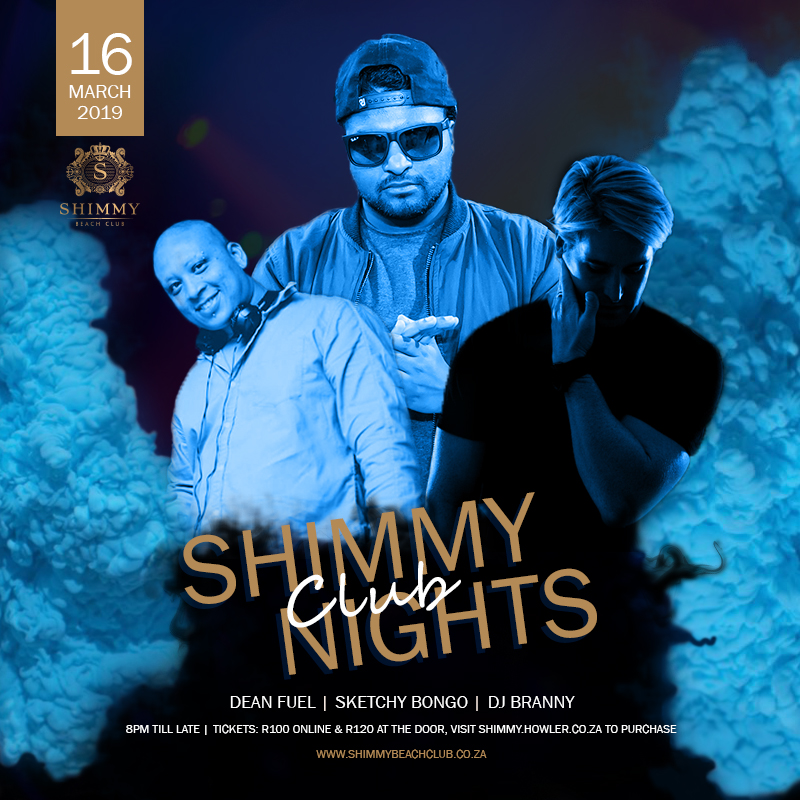 16
MARCH
2019
S
SHIMMY
BEACH CLUB
SHIMMY
Club
NIGHTS
DEAN FUEL | SKETCHY BONGO | DJ BRANNY
8PM TILL LATE | TICKETS: R100 ONLINE & R120 AT THE DOOR, VISIT SHIMMY.HOWLER.CO.ZA TO PURCHASE
WWW.SHIMMYBEACHCLUB.CO.ZA